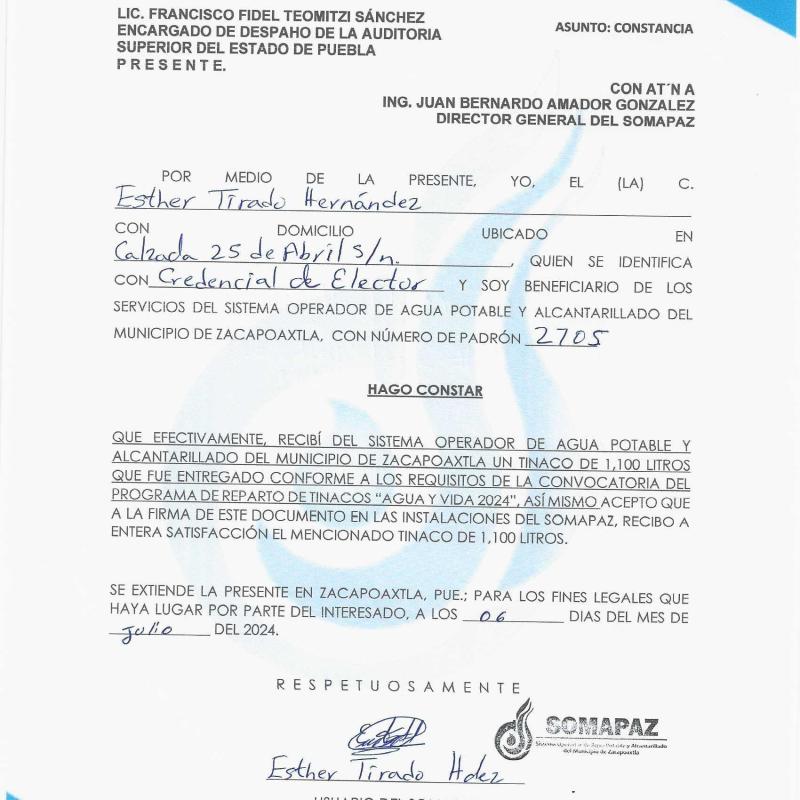 LIC. FRANCISCO FIDEL TEOMITZI SÁNCHEZ
ENCARGADO DE DESPAHO DE LA AUDITORIA
SUPERIOR DEL ESTADO DE PUEBLA
P R E S E N T E.
ASUNTO: CONSTANCIA
CON AT´N A
ING. JUAN BERNARDO AMADOR GONZALEZ
DIRECTOR GENERAL DEL SOMAPAZ
POR MEDIO DE LA PRESENTE, YO, EL (LA) C.
Esther Tirado Hernández
CON DOMICILIO UBICADO EN
Calzada 25 de Abril s/n. , QUIEN SE IDENTIFICA
CON Credencial de Elector Y SOY BENEFICIARIO DE LOS
SERVICIOS DEL SISTEMA OPERADOR DE AGUA POTABLE Y ALCANTARILLADO DEL
MUNICIPIO DE ZACAPOAXTLA, CON NÚMERO DE PADRÓN 2705
HAGO CONSTAR
QUE EFECTIVAMENTE, RECIBÍ DEL SISTEMA OPERADOR DE AGUA POTABLE Y
ALCANTARILLADO DEL MUNICIPIO DE ZACAPOAXTLA UN TINACO DE 1,100 LITROS
QUE FUE ENTREGADO CONFORME A LOS REQUISITOS DE LA CONVOCATORIA DEL
PROGRAMA DE REPARTO DE TINACOS "AGUA Y VIDA 2024", ASÍ MISMO ACEPTO QUE
A LA FIRMA DE ESTE DOCUMENTO EN LAS INSTALACIONES DEL SOMAPAZ, RECIBO A
ENTERA SATISFACCIÓN EL MENCIONADO TINACO DE 1,100 LITROS.
SE EXTIENDE LA PRESENTE EN ZACAPOAXTLA, PUE.; PARA LOS FINES LEGALES QUE
HAYA LUGAR POR PARTE DEL INTERESADO, A LOS 06 DIAS DEL MES DE
julio DEL 2024.
R E S P E T U O S A M E N T E
SOMAPAZ
Sistema Operador de Agua Potable y Alcantarillado
del Municipio de Zacapoaxtla
Esther Tirado Hdez